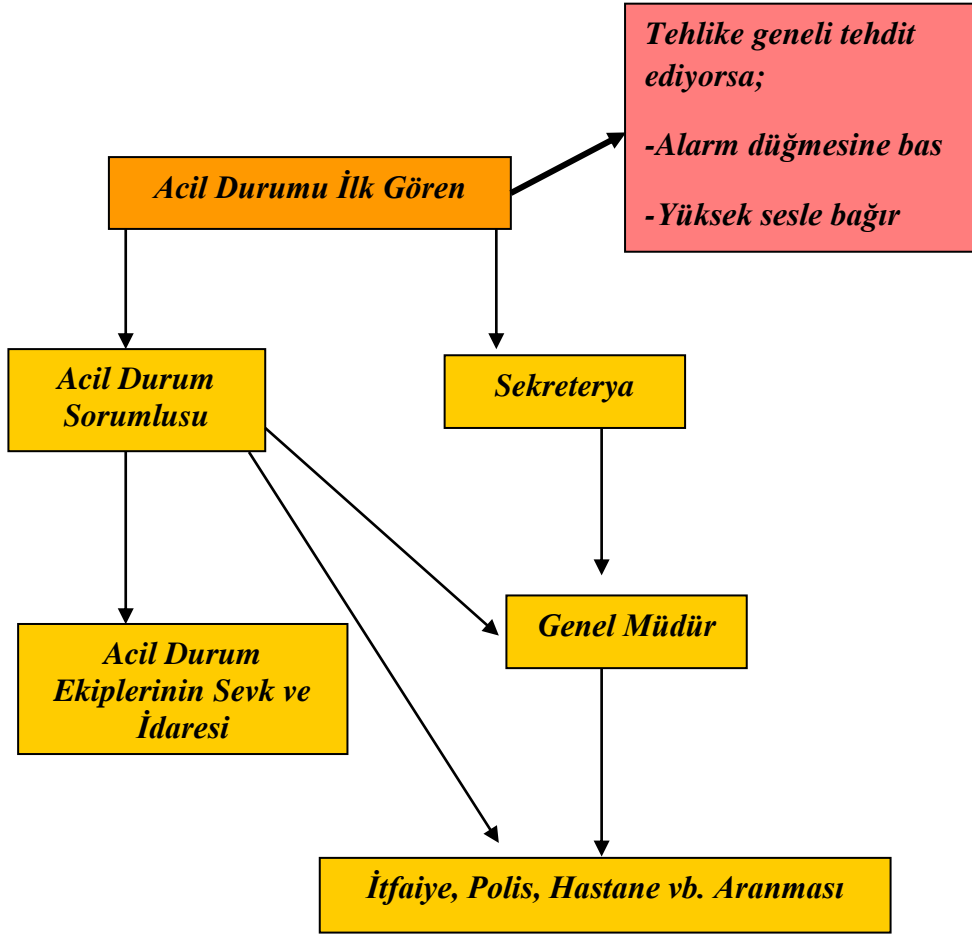 Tehlike geneli tehdit
ediyorsa;
-Alarm düğmesine bas
-Yüksek sesle bağır
Acil Durumu İlk Gören
Acil Durum
Sorumlusu
Sekreterya
Acil Durum
Ekiplerinin Sevk ve
İdaresi
Genel Müdür
İtfaiye, Polis, Hastane vb. Aranması